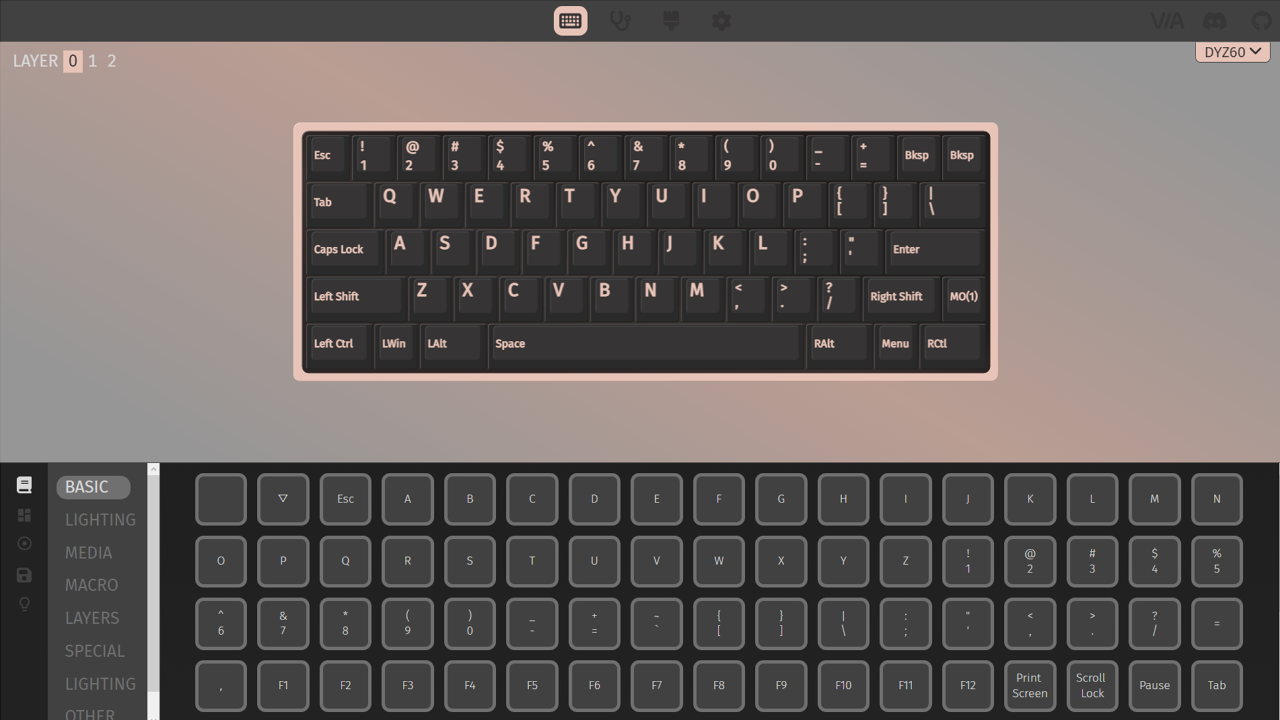 VIA
LAYER 0 1 2
DYZ60
Esc ! 1 @ 2 # 3 $ 4 % 5 ^ 6 & 7 * 8 ( 9 ) 0 _ - + = Bksp Bksp
Tab Q W E R T Y U I O P { [ } ] | \
Caps Lock A S D F G H J K L : ; " ' Enter
Left Shift Z X C V B N M < , > . ? / Right Shift MO(1)
Left Ctrl LWin LAlt Space RAlt Menu RCtl
BASIC
LIGHTING
MEDIA
MACRO
LAYERS
SPECIAL
LIGHTING
OTHER
▽ Esc A B C D E F G H I J K L M N
O P Q R S T U V W X Y Z ! 1 @ 2 # 3 $ 4 % 5
^ 6 & 7 * 8 ( 9 ) 0 _ - + = ~ ` { [ } ] | \ : ; " ' < , > . ? / =
, F1 F2 F3 F4 F5 F6 F7 F8 F9 F10 F11 F12 Print Screen Scroll Lock Pause Tab